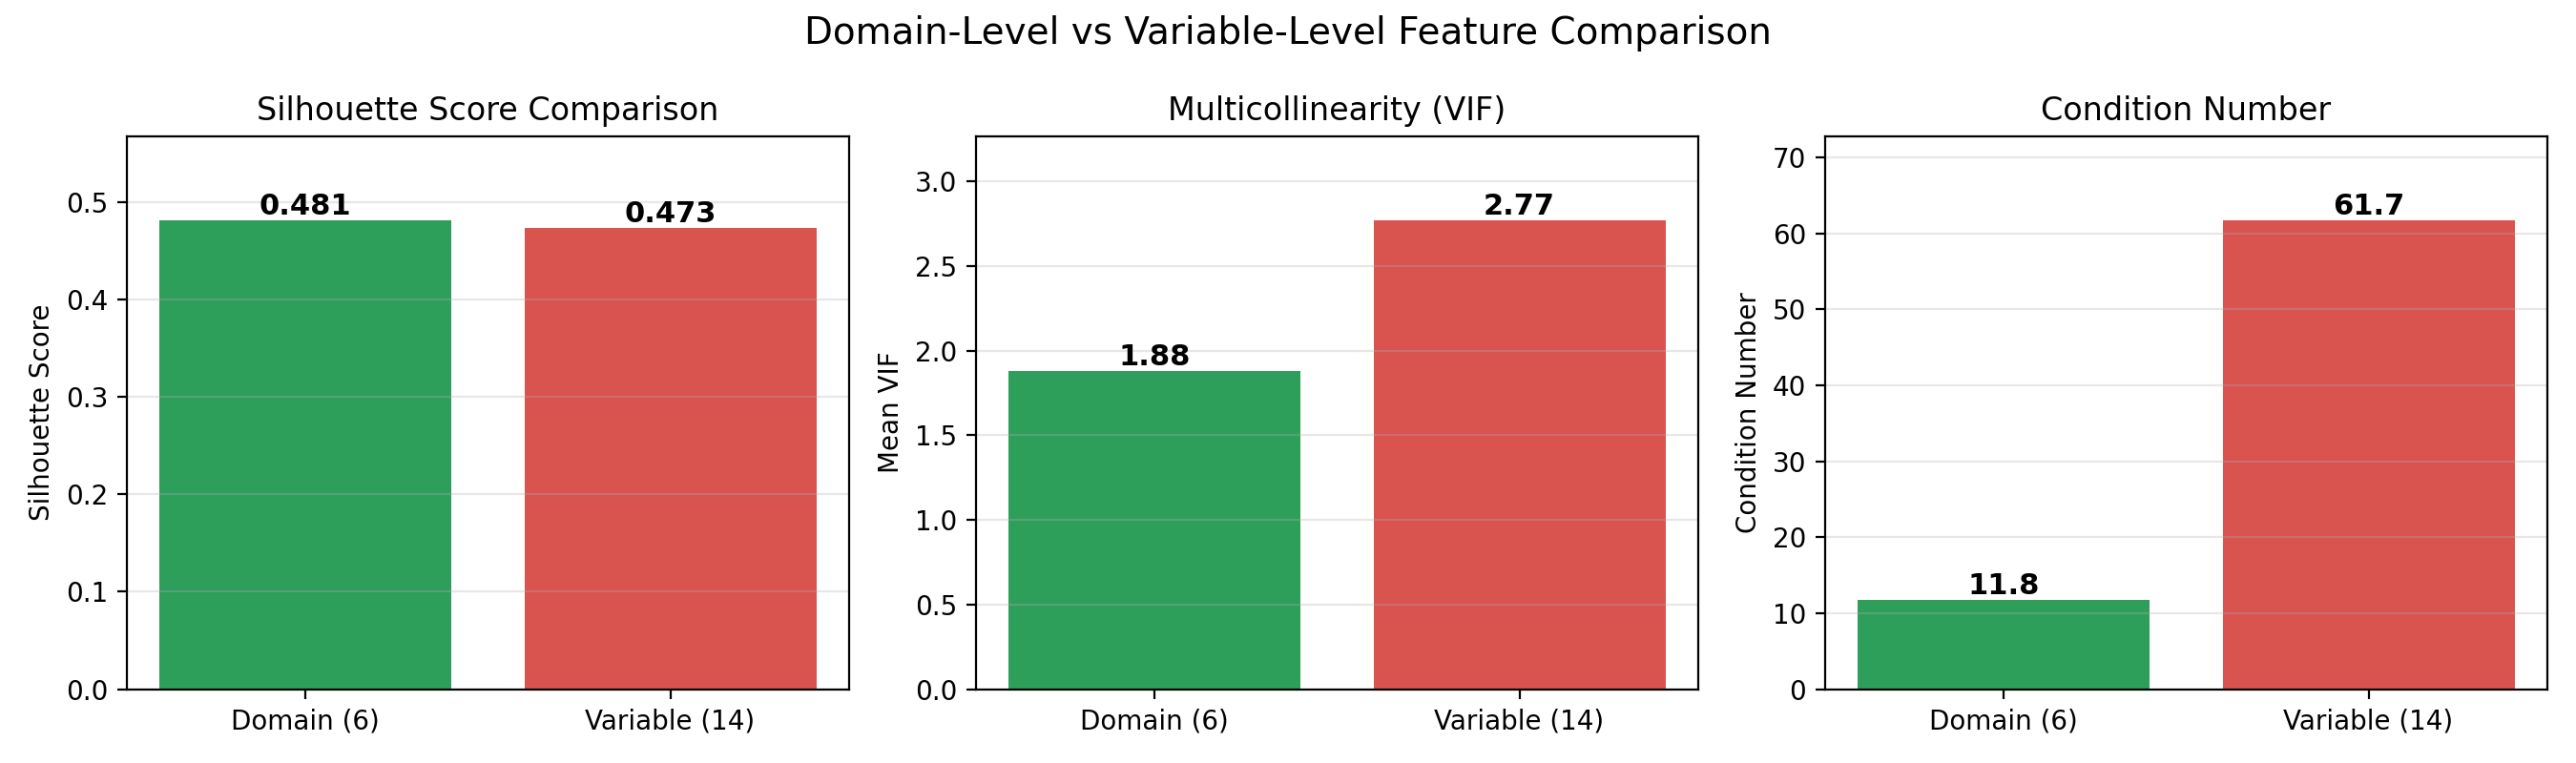 Domain-Level vs Variable-Level Feature Comparison
Silhouette Score Comparison
Silhouette Score
0.5
0.4
0.3
0.2
0.1
0.0
0.481
0.473
Domain (6)
Variable (14)
Multicollinearity (VIF)
Mean VIF
3.0
2.5
2.0
1.5
1.0
0.5
0.0
1.88
2.77
Domain (6)
Variable (14)
Condition Number
Condition Number
70
60
50
40
30
20
10
0
11.8
61.7
Domain (6)
Variable (14)